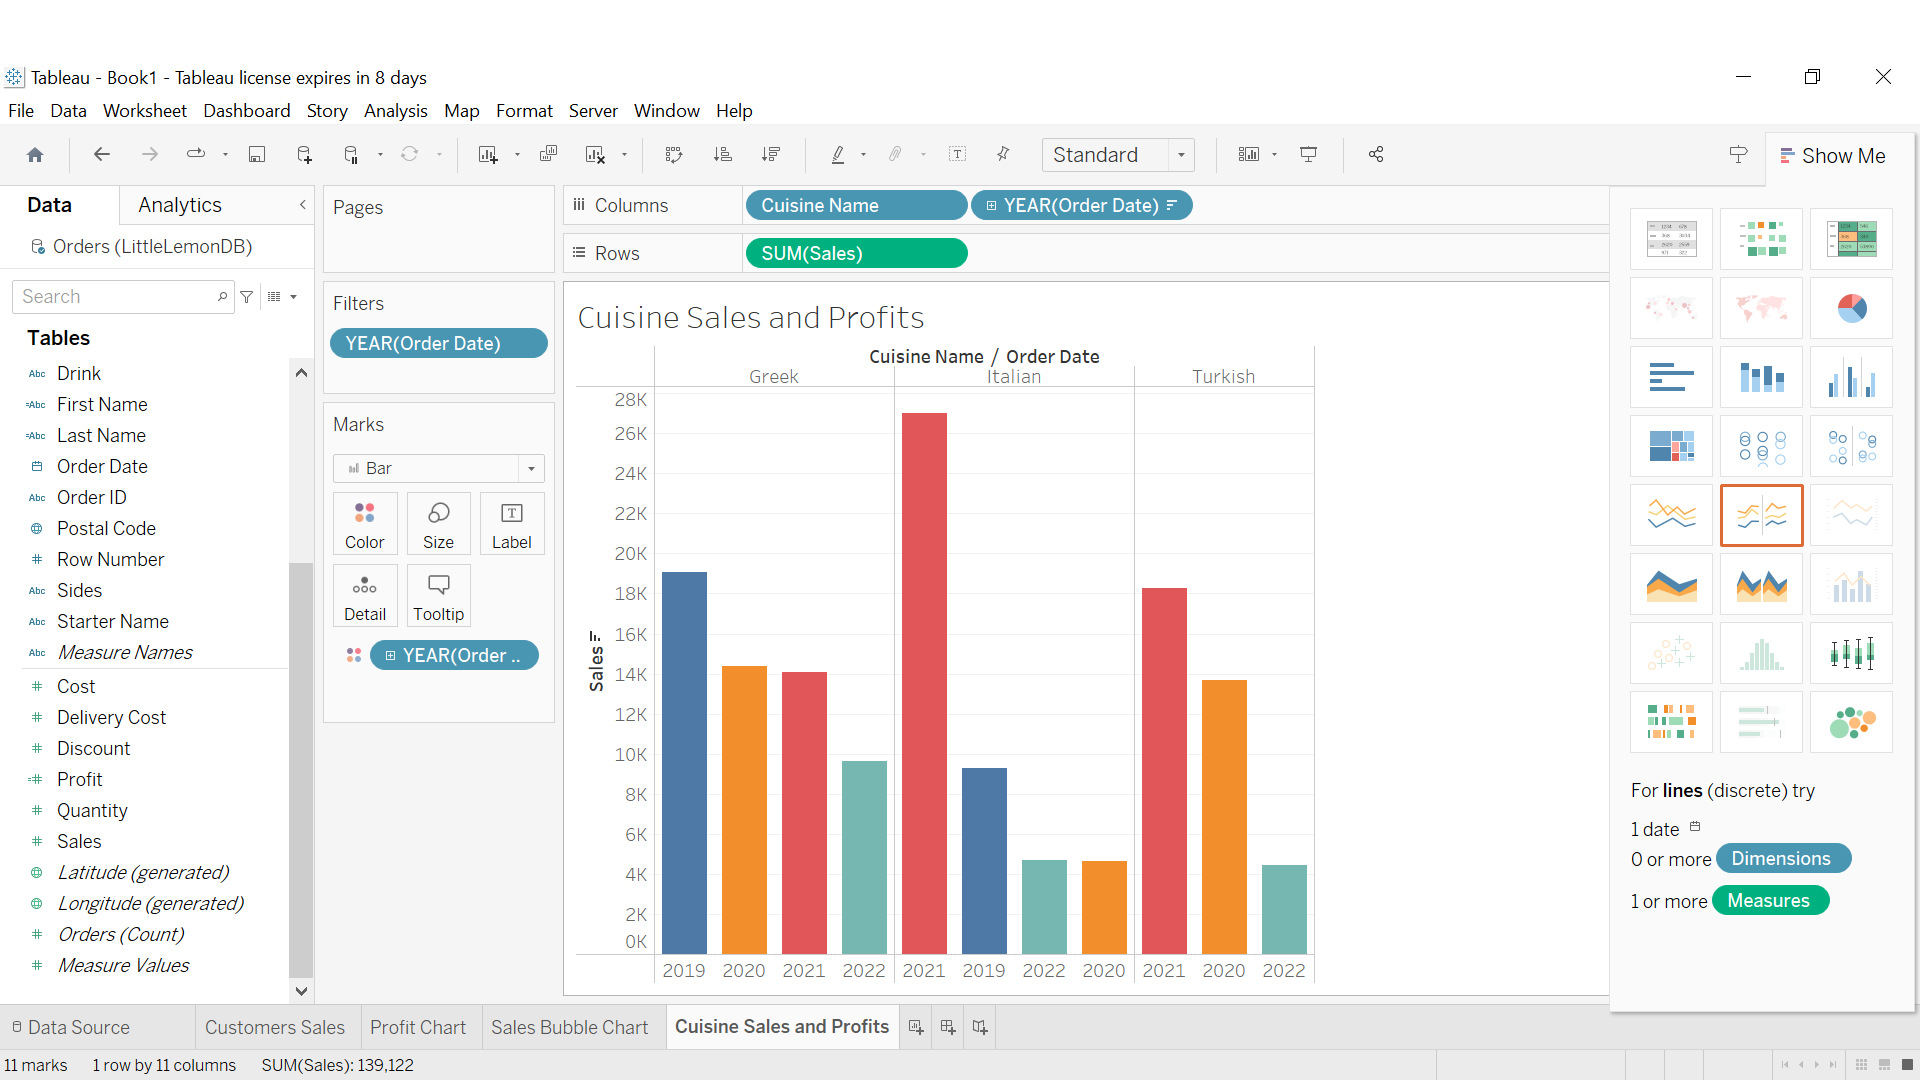 Tableau - Book1 - Tableau license expires in 8 days
File Data Worksheet Dashboard Story Analysis Map Format Server Window Help
Standard
Show Me
Data Analytics
Orders (LittleLemonDB)
Search
Tables
Abc Drink
=Abc First Name
=Abc Last Name
Order Date
Abc Order ID
Postal Code
# Row Number
Abc Sides
Abc Starter Name
Abc Measure Names
# Cost
# Delivery Cost
# Discount
=# Profit
# Quantity
# Sales
Latitude (generated)
Longitude (generated)
# Orders (Count)
# Measure Values
Pages
Filters
YEAR(Order Date)
Marks
Bar
Color Size Label
Detail Tooltip
YEAR(Order ..
Columns Cuisine Name YEAR(Order Date)
Rows SUM(Sales)
Cuisine Sales and Profits
Cuisine Name / Order Date
Greek Italian Turkish
28K
26K
24K
22K
20K
18K
16K
14K
12K
10K
8K
6K
4K
2K
0K
Sales
2019 2020 2021 2022 2021 2019 2022 2020 2021 2020 2022
For lines (discrete) try
1 date
0 or more Dimensions
1 or more Measures
Data Source Customers Sales Profit Chart Sales Bubble Chart Cuisine Sales and Profits
11 marks 1 row by 11 columns SUM(Sales): 139,122